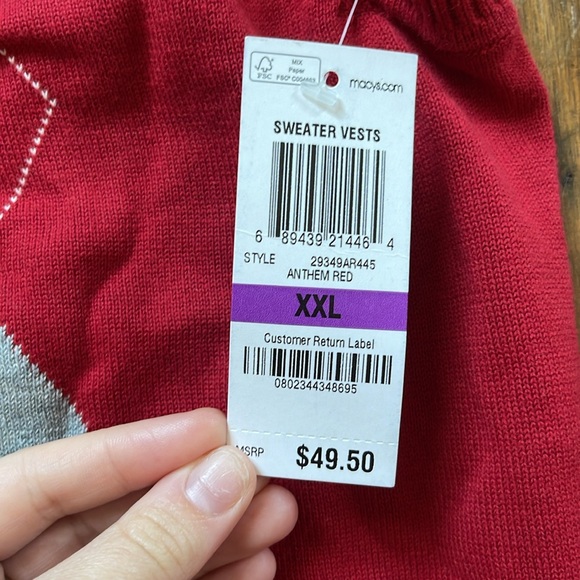 FSC
MIX
Paper
macys.com
SWEATER VESTS
6 89439 21446 4
STYLE 29349AR445
ANTHEM RED
XXL
Customer Return Label
0802344348695
MSRP $49.50